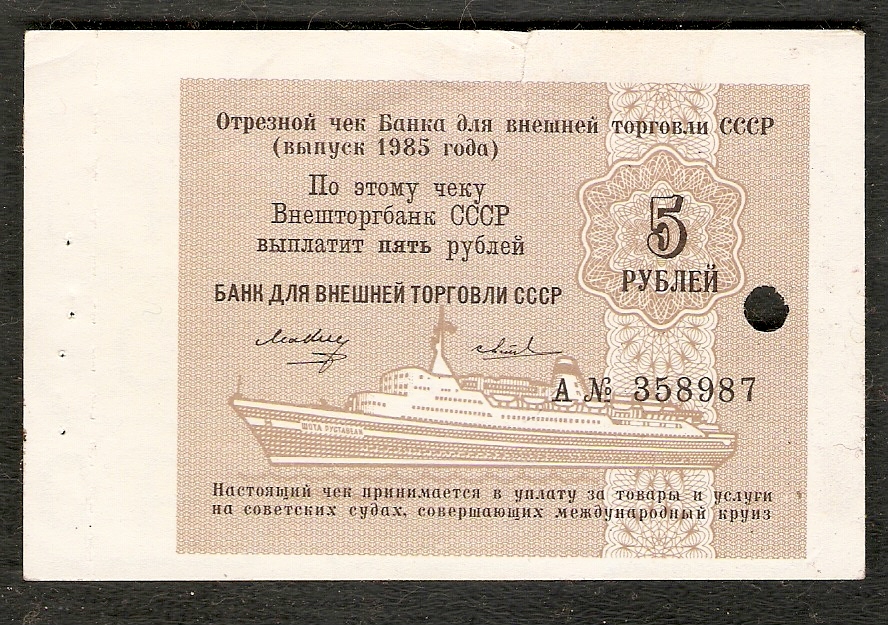 Отрезной чек Банка для внешней торговли СССР
(выпуск 1985 года)
По этому чеку
Внешторгбанк СССР
выплатит пять рублей
5
РУБЛЕЙ
БАНК ДЛЯ ВНЕШНЕЙ ТОРГОВЛИ СССР
А № 358987
ШОТА РУСТАВЕЛИ
Настоящий чек принимается в уплату за товары и услуги
на советских судах, совершающих международный круиз